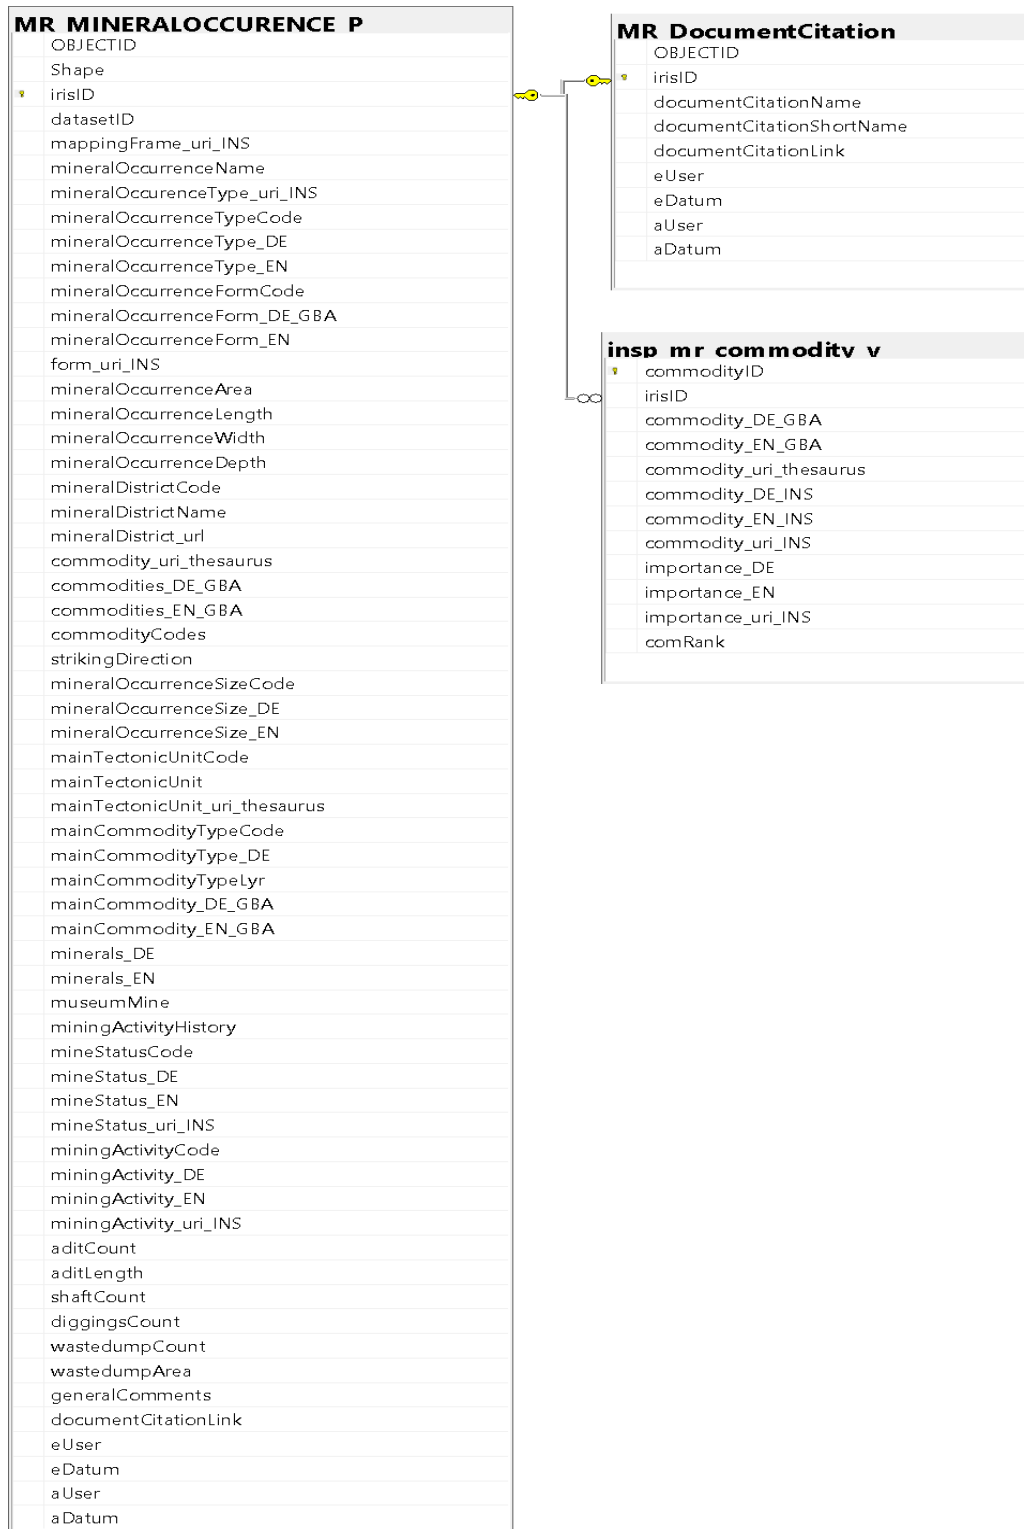 MR_MINERALOCCURENCE_P
OBJECTID
Shape
irisID
datasetID
mappingFrame_uri_INS
mineralOccurrenceName
mineralOccurenceType_uri_INS
mineralOccurrenceTypeCode
mineralOccurrenceType_DE
mineralOccurrenceType_EN
mineralOccurrenceFormCode
mineralOccurrenceForm_DE_GBA
mineralOccurrenceForm_EN
form_uri_INS
mineralOccurrenceArea
mineralOccurrenceLength
mineralOccurrenceWidth
mineralOccurrenceDepth
mineralDistrictCode
mineralDistrictName
mineralDistrict_url
commodity_uri_thesaurus
commodities_DE_GBA
commodities_EN_GBA
commodityCodes
strikingDirection
mineralOccurrenceSizeCode
mineralOccurrenceSize_DE
mineralOccurrenceSize_EN
mainTectonicUnitCode
mainTectonicUnit
mainTectonicUnit_uri_thesaurus
mainCommodityTypeCode
mainCommodityType_DE
mainCommodityTypeLyr
mainCommodity_DE_GBA
mainCommodity_EN_GBA
minerals_DE
minerals_EN
museumMine
miningActivityHistory
mineStatusCode
mineStatus_DE
mineStatus_EN
mineStatus_uri_INS
miningActivityCode
miningActivity_DE
miningActivity_EN
miningActivity_uri_INS
aditCount
aditLength
shaftCount
diggingsCount
wastedumpCount
wastedumpArea
generalComments
documentCitationLink
eUser
eDatum
aUser
aDatum
MR_DocumentCitation
OBJECTID
irisID
documentCitationName
documentCitationShortName
documentCitationLink
eUser
eDatum
aUser
aDatum
insp_mr_commodity_v
commodityID
irisID
commodity_DE_GBA
commodity_EN_GBA
commodity_uri_thesaurus
commodity_DE_INS
commodity_EN_INS
commodity_uri_INS
importance_DE
importance_EN
importance_uri_INS
comRank